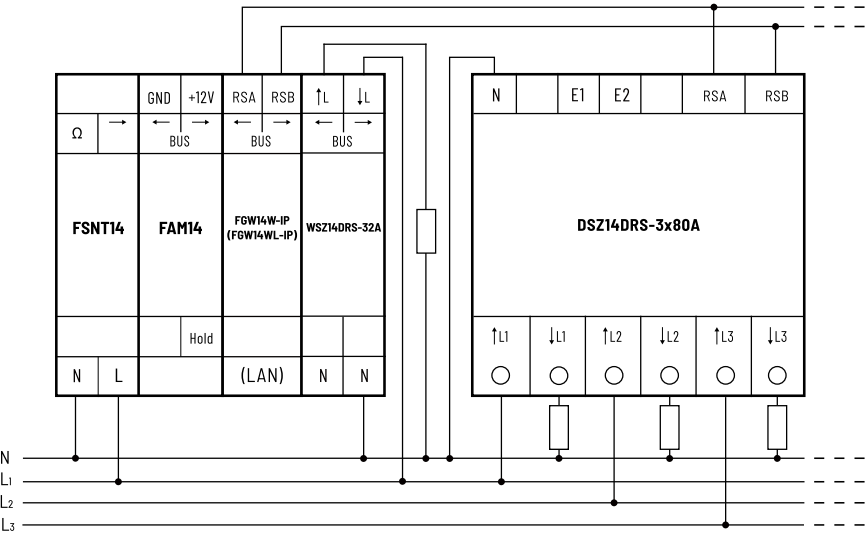 GND +12V RSA RSB ↑L ↓L
N E1 E2 RSA RSB
Ω → ← → ← → ← →
BUS BUS BUS
FSNT14 FAM14 FGW14W-IP
(FGW14WL-IP) WSZ14DRS-32A
DSZ14DRS-3x80A
Hold
↑L1 ↓L1 ↑L2 ↓L2 ↑L3 ↓L3
N L (LAN) N N
N
L1
L2
L3